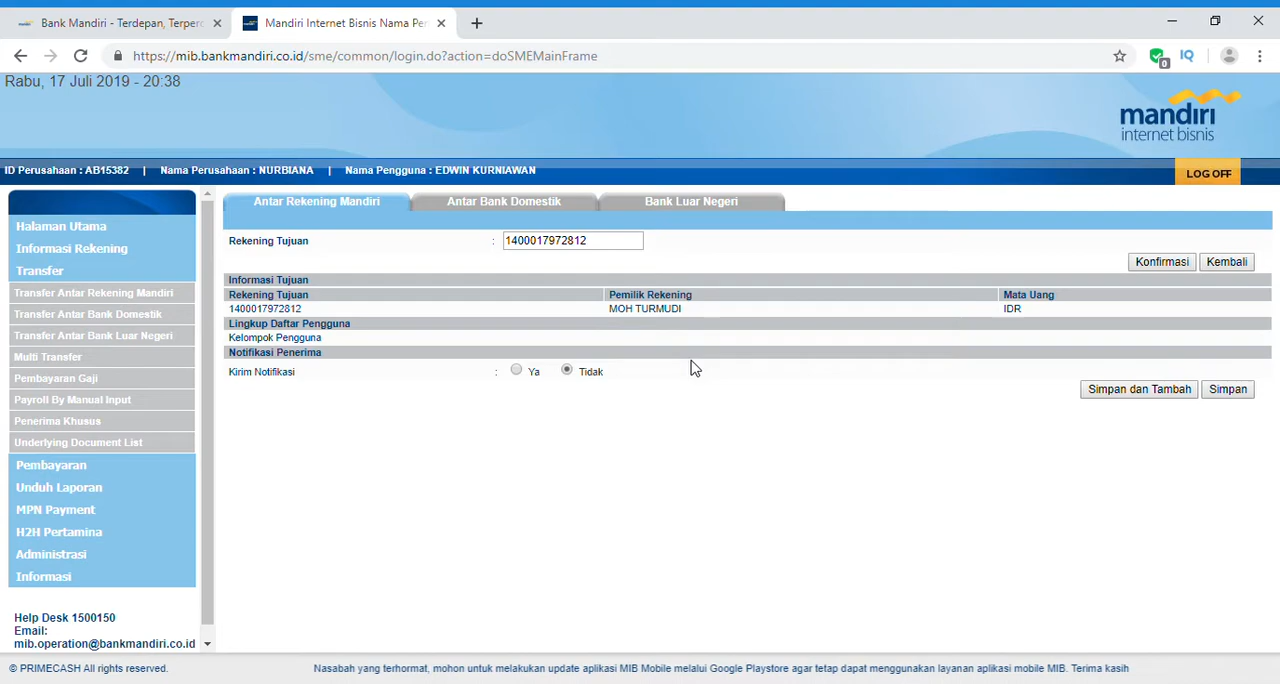 Bank Mandiri - Terdepan, Terperc
Mandiri Internet Bisnis Nama Per
https://mib.bankmandiri.co.id/sme/common/login.do?action=doSMEMainFrame
0
IQ
Rabu, 17 Juli 2019 - 20:38
mandiri
internet bisnis
ID Perusahaan : AB15382 | Nama Perusahaan : NURBIANA | Nama Pengguna : EDWIN KURNIAWAN
LOG OFF
Halaman Utama
Informasi Rekening
Transfer
Transfer Antar Rekening Mandiri
Transfer Antar Bank Domestik
Transfer Antar Bank Luar Negeri
Multi Transfer
Pembayaran Gaji
Payroll By Manual Input
Penerima Khusus
Underlying Document List
Pembayaran
Unduh Laporan
MPN Payment
H2H Pertamina
Administrasi
Informasi
Help Desk 1500150
Email:
mib.operation@bankmandiri.co.id
Antar Rekening Mandiri Antar Bank Domestik Bank Luar Negeri
Rekening Tujuan : 1400017972812
Konfirmasi Kembali
Informasi Tujuan
Rekening Tujuan Pemilik Rekening Mata Uang
1400017972812 MOH TURMUDI IDR
Lingkup Daftar Pengguna
Kelompok Pengguna
Notifikasi Penerima
Kirim Notifikasi : Ya Tidak
Simpan dan Tambah Simpan
© PRIMECASH All rights reserved.
Nasabah yang terhormat, mohon untuk melakukan update aplikasi MIB Mobile melalui Google Playstore agar tetap dapat menggunakan layanan aplikasi mobile MIB. Terima kasih